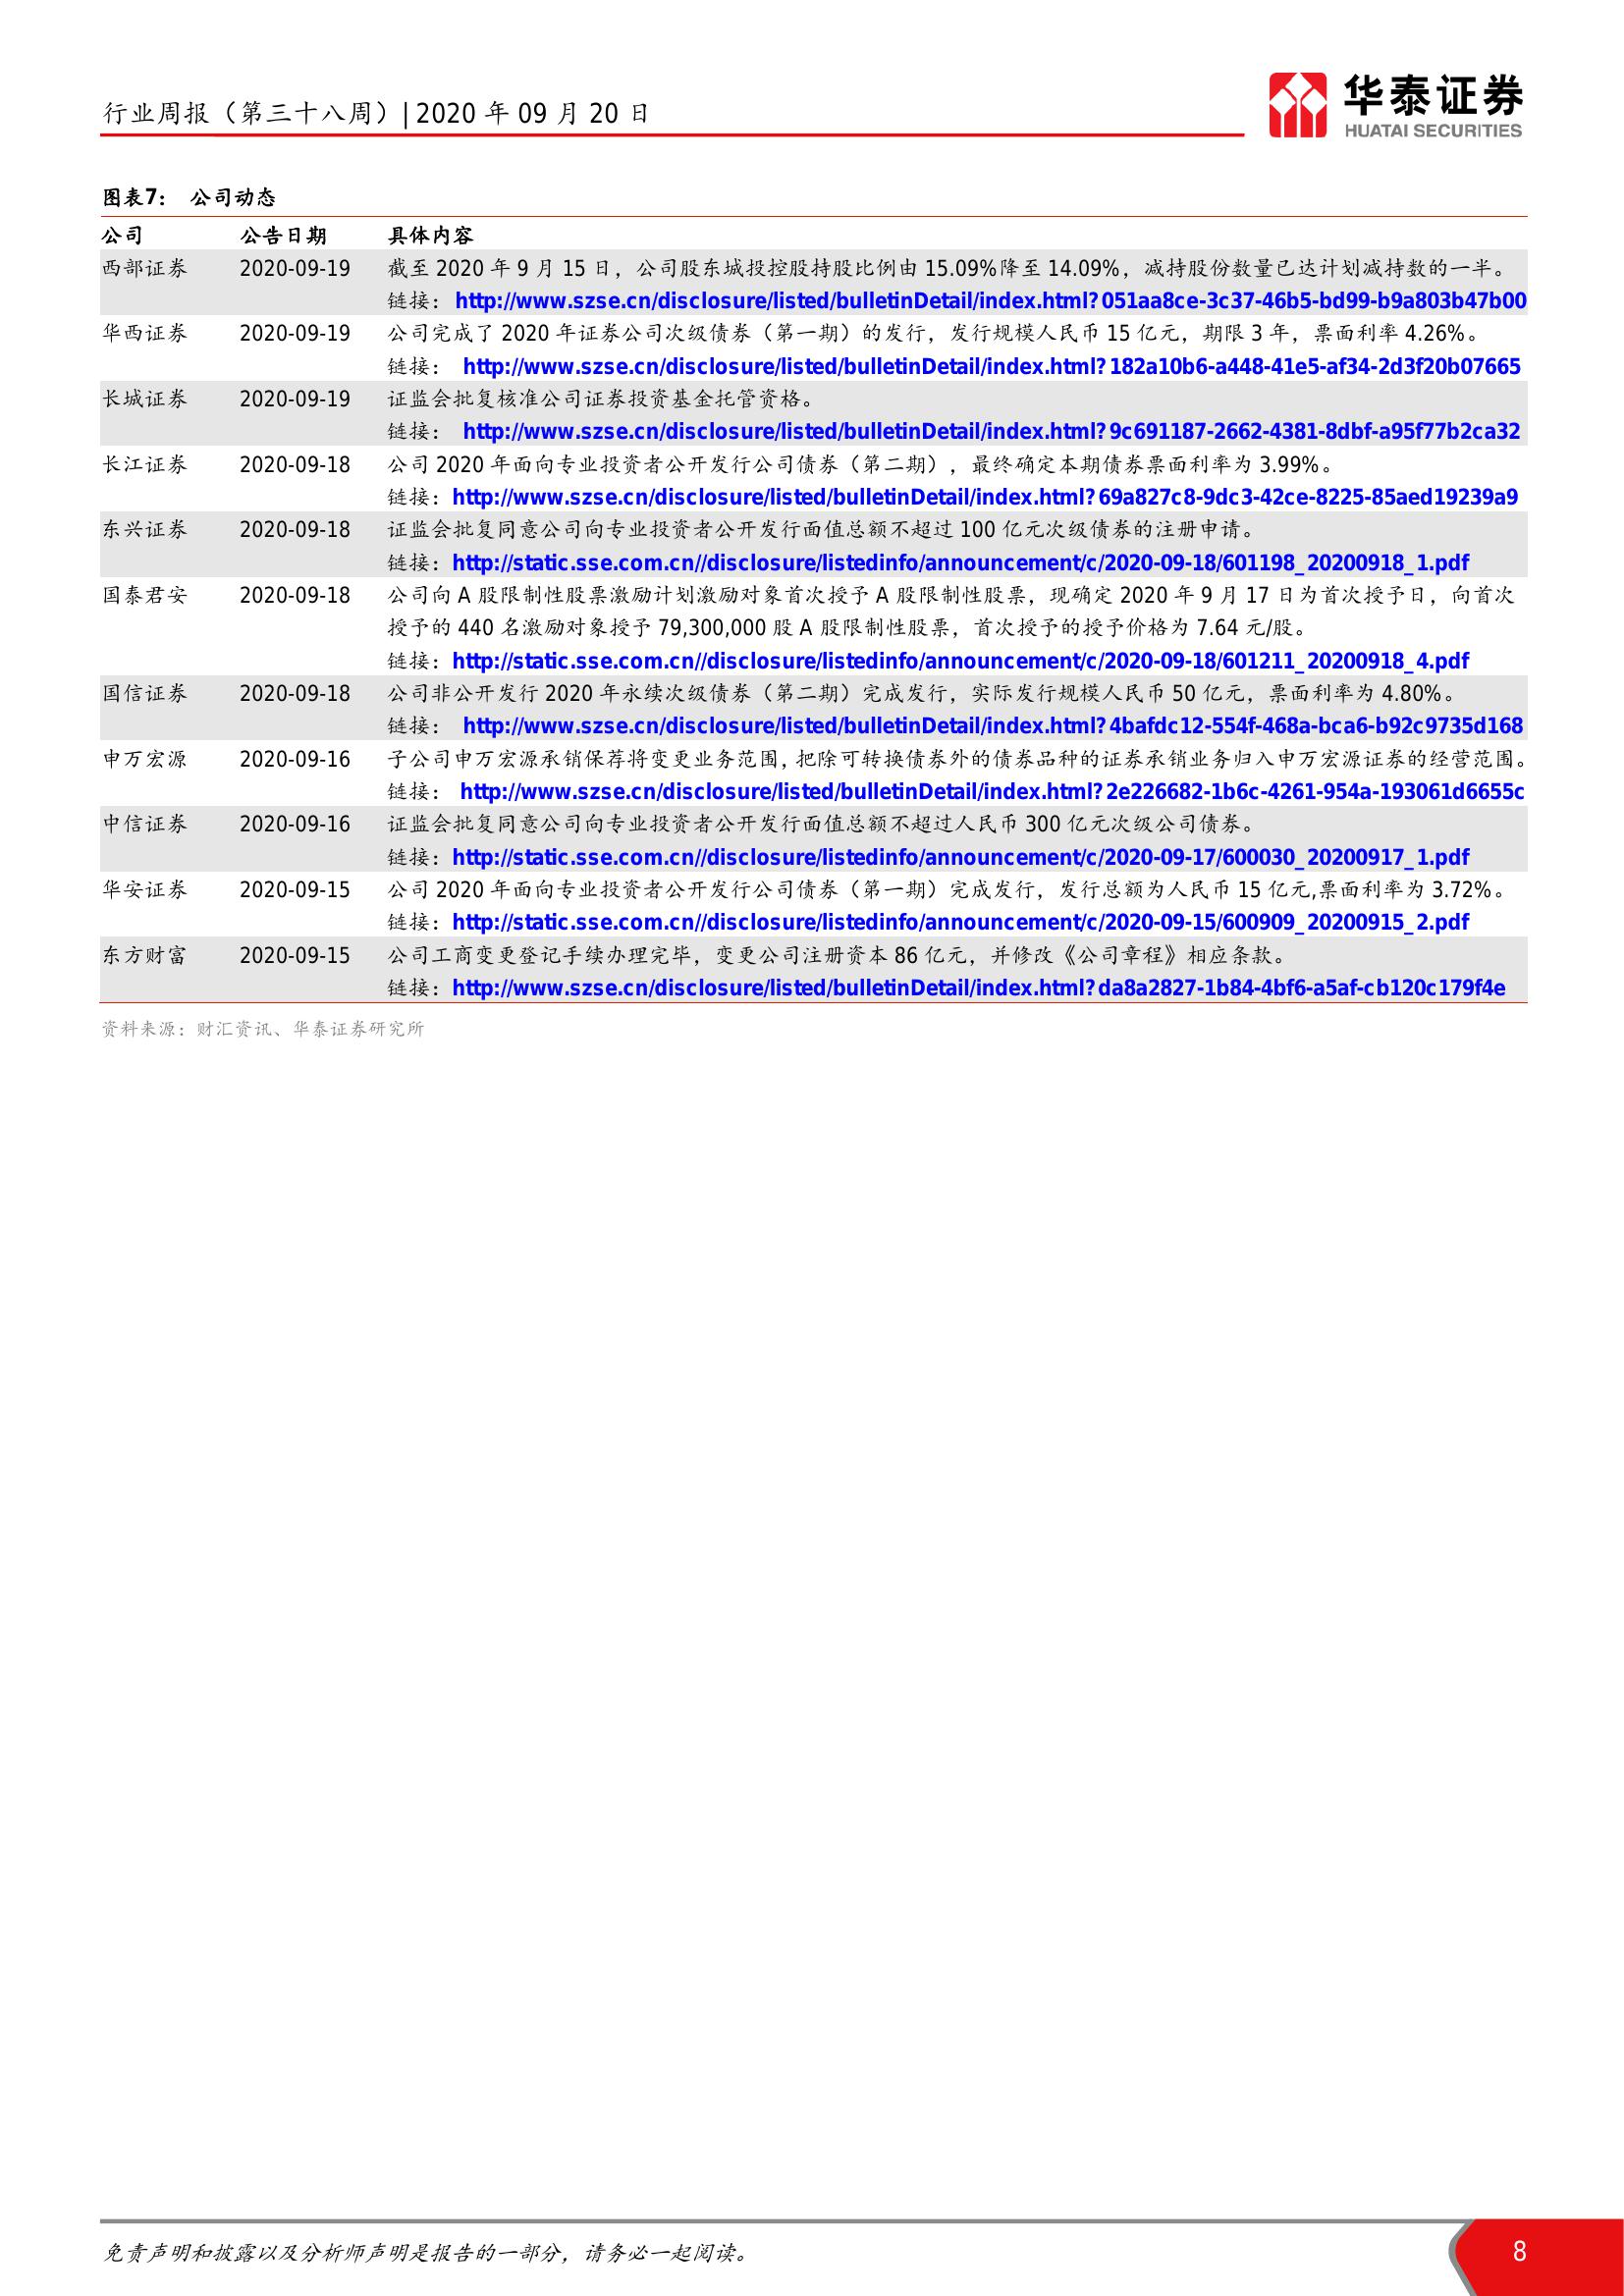 行业周报（第三十八周）| 2020 年 09 月 20 日
华泰证券
HUATAI SECURITIES
图表7： 公司动态
公司 公告日期 具体内容
西部证券 2020-09-19 截至 2020 年 9 月 15 日，公司股东城投控股持股比例由 15.09%降至 14.09%，减持股份数量已达计划减持数的一半。
链接：http://www.szse.cn/disclosure/listed/bulletinDetail/index.html?051aa8ce-3c37-46b5-bd99-b9a803b47b00
华西证券 2020-09-19 公司完成了 2020 年证券公司次级债券（第一期）的发行，发行规模人民币 15 亿元，期限 3 年，票面利率 4.26%。
链接： http://www.szse.cn/disclosure/listed/bulletinDetail/index.html?182a10b6-a448-41e5-af34-2d3f20b07665
长城证券 2020-09-19 证监会批复核准公司证券投资基金托管资格。
链接： http://www.szse.cn/disclosure/listed/bulletinDetail/index.html?9c691187-2662-4381-8dbf-a95f77b2ca32
长江证券 2020-09-18 公司 2020 年面向专业投资者公开发行公司债券（第二期），最终确定本期债券票面利率为 3.99%。
链接：http://www.szse.cn/disclosure/listed/bulletinDetail/index.html?69a827c8-9dc3-42ce-8225-85aed19239a9
东兴证券 2020-09-18 证监会批复同意公司向专业投资者公开发行面值总额不超过 100 亿元次级债券的注册申请。
链接：http://static.sse.com.cn//disclosure/listedinfo/announcement/c/2020-09-18/601198_20200918_1.pdf
国泰君安 2020-09-18 公司向 A 股限制性股票激励计划激励对象首次授予 A 股限制性股票，现确定 2020 年 9 月 17 日为首次授予日，向首次
授予的 440 名激励对象授予 79,300,000 股 A 股限制性股票，首次授予的授予价格为 7.64 元/股。
链接：http://static.sse.com.cn//disclosure/listedinfo/announcement/c/2020-09-18/601211_20200918_4.pdf
国信证券 2020-09-18 公司非公开发行 2020 年永续次级债券（第二期）完成发行，实际发行规模人民币 50 亿元，票面利率为 4.80%。
链接： http://www.szse.cn/disclosure/listed/bulletinDetail/index.html?4bafdc12-554f-468a-bca6-b92c9735d168
申万宏源 2020-09-16 子公司申万宏源承销保荐将变更业务范围，把除可转换债券外的债券品种的证券承销业务归入申万宏源证券的经营范围。
链接： http://www.szse.cn/disclosure/listed/bulletinDetail/index.html?2e226682-1b6c-4261-954a-193061d6655c
中信证券 2020-09-16 证监会批复同意公司向专业投资者公开发行面值总额不超过人民币 300 亿元次级公司债券。
链接：http://static.sse.com.cn//disclosure/listedinfo/announcement/c/2020-09-17/600030_20200917_1.pdf
华安证券 2020-09-15 公司 2020 年面向专业投资者公开发行公司债券（第一期）完成发行，发行总额为人民币 15 亿元,票面利率为 3.72%。
链接：http://static.sse.com.cn//disclosure/listedinfo/announcement/c/2020-09-15/600909_20200915_2.pdf
东方财富 2020-09-15 公司工商变更登记手续办理完毕，变更公司注册资本 86 亿元，并修改《公司章程》相应条款。
链接：http://www.szse.cn/disclosure/listed/bulletinDetail/index.html?da8a2827-1b84-4bf6-a5af-cb120c179f4e
资料来源：财汇资讯、华泰证券研究所
免责声明和披露以及分析师声明是报告的一部分，请务必一起阅读。
8